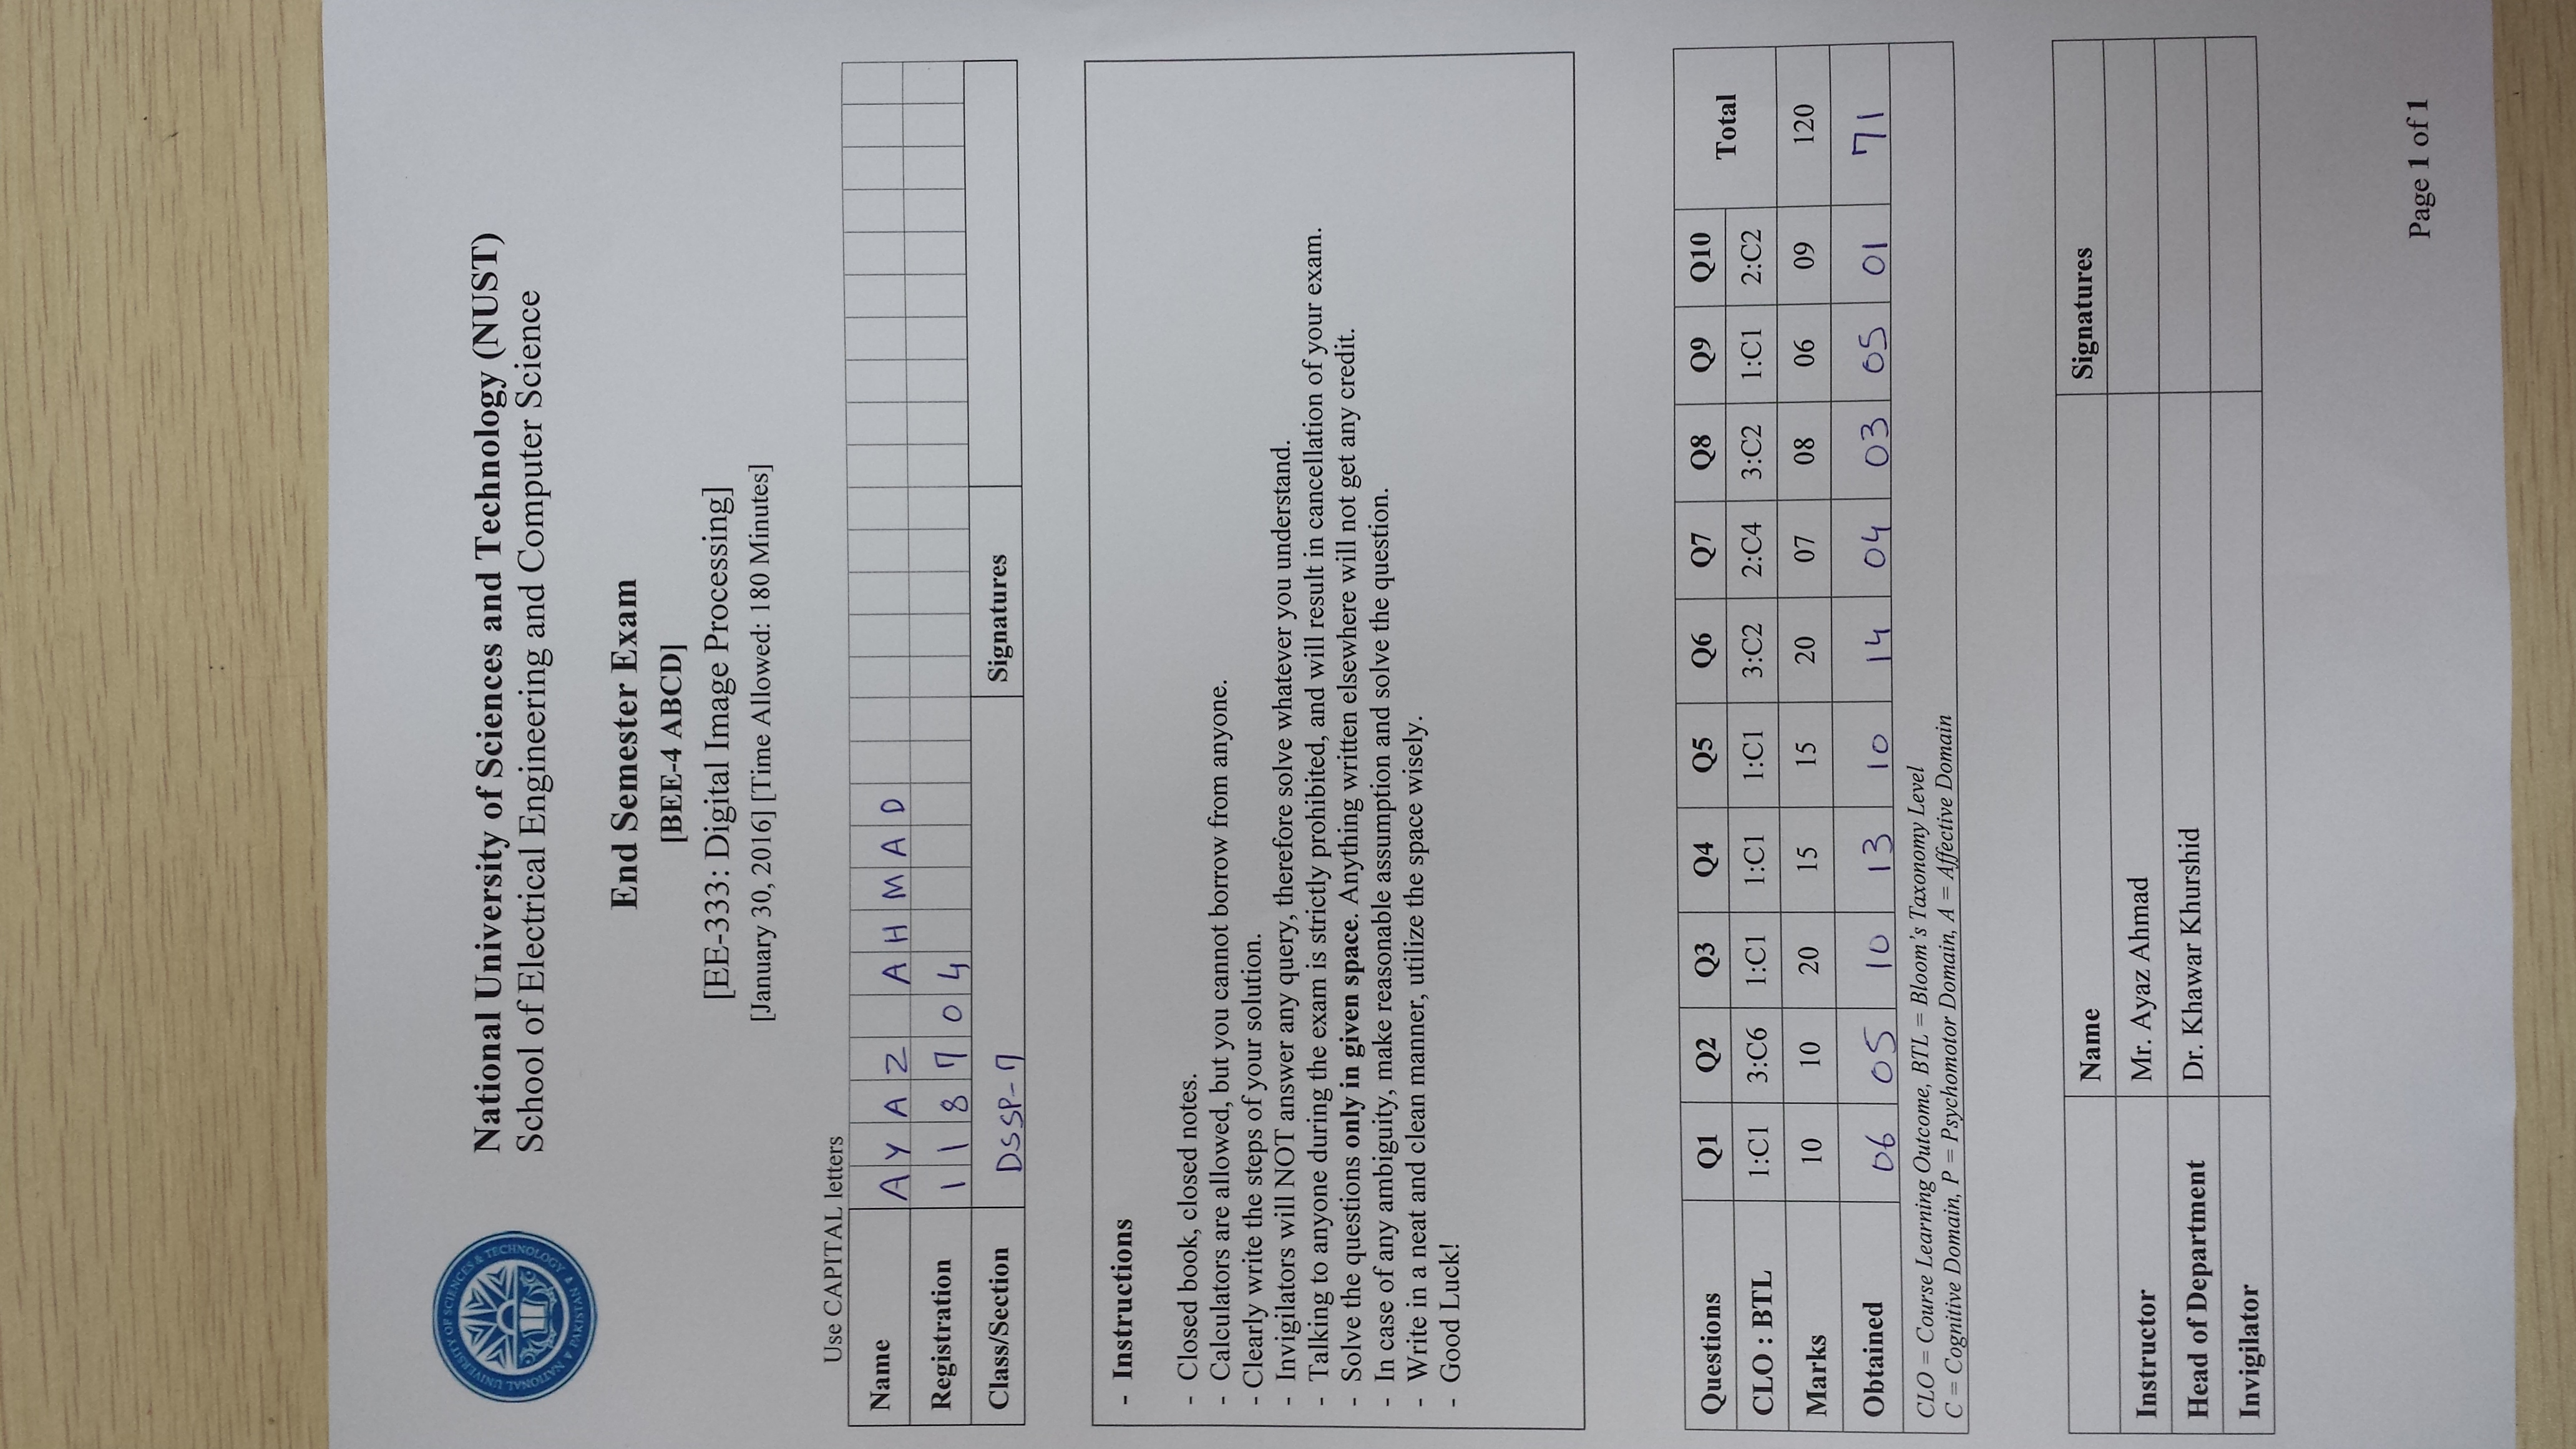 NATIONAL UNIVERSITY OF SCIENCES & TECHNOLOGY
PAKISTAN
National University of Sciences and Technology (NUST)
School of Electrical Engineering and Computer Science
End Semester Exam
[BEE-4 ABCD]
[EE-333: Digital Image Processing]
[January 30, 2016] [Time Allowed: 180 Minutes]
Use CAPITAL letters
Name AYAZ AHMAD
Registration 118704
Class/Section DSSP-7 Signatures
- Instructions
- Closed book, closed notes.
- Calculators are allowed, but you cannot borrow from anyone.
- Clearly write the steps of your solution.
- Invigilators will NOT answer any query, therefore solve whatever you understand.
- Talking to anyone during the exam is strictly prohibited, and will result in cancellation of your exam.
- Solve the questions only in given space. Anything written elsewhere will not get any credit.
- In case of any ambiguity, make reasonable assumption and solve the question.
- Write in a neat and clean manner, utilize the space wisely.
- Good Luck!
Questions Q1 Q2 Q3 Q4 Q5 Q6 Q7 Q8 Q9 Q10 Total
CLO : BTL 1:C1 3:C6 1:C1 1:C1 1:C1 3:C2 2:C4 3:C2 1:C1 2:C2
Marks 10 10 20 15 15 20 07 08 06 09 120
Obtained 06 05 10 13 10 14 04 03 05 01 71
CLO = Course Learning Outcome, BTL = Bloom's Taxonomy Level
C = Cognitive Domain, P = Psychomotor Domain, A = Affective Domain
Name Signatures
Instructor Mr. Ayaz Ahmad
Head of Department Dr. Khawar Khurshid
Invigilator
Page 1 of 1